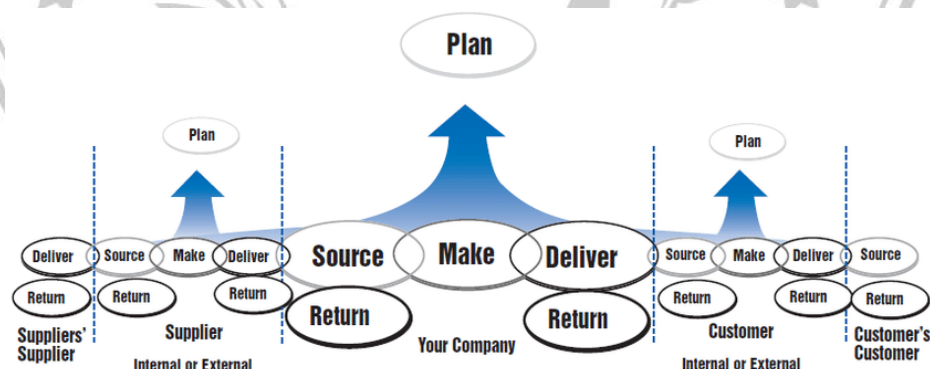 Plan
Plan
Plan
Deliver
Source
Make
Deliver
Source
Make
Deliver
Source
Make
Deliver
Source
Return
Return
Return
Return
Return
Return
Return
Return
Suppliers'
Supplier
Supplier
Your Company
Customer
Customer's
Customer
Internal or External
Internal or External